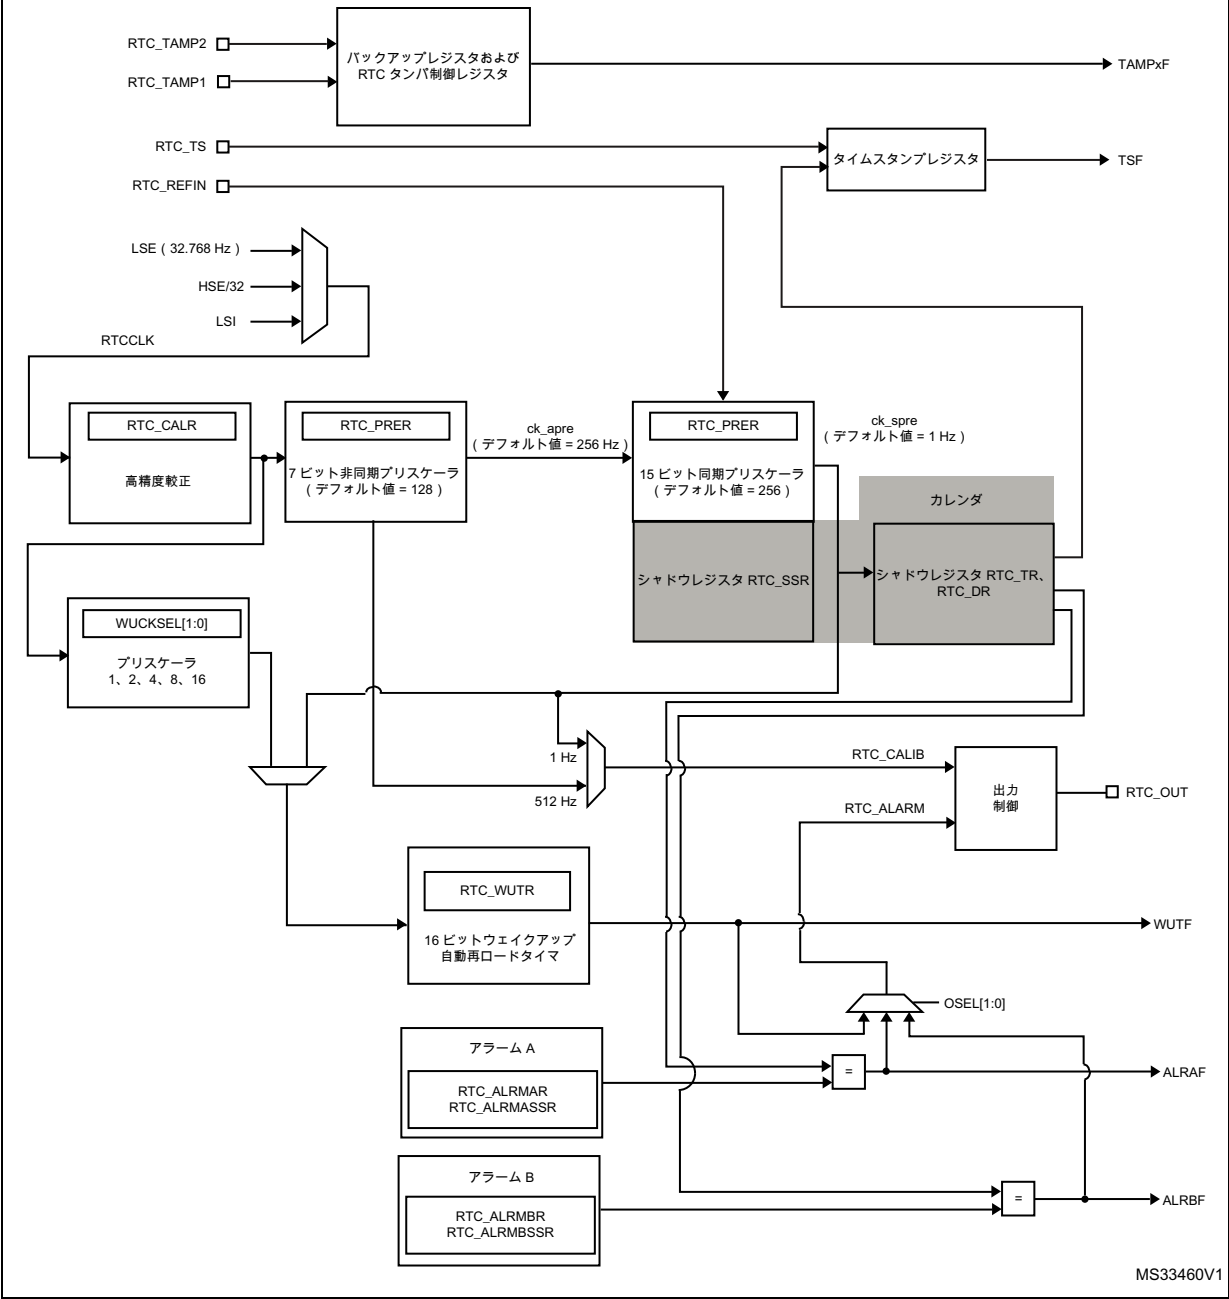 RTC_TAMP2
RTC_TAMP1
バックアップレジスタおよび
RTC タンパ制御レジスタ
TAMPxF
RTC_TS
タイムスタンプレジスタ
TSF
RTC_REFIN
LSE ( 32.768 Hz )
HSE/32
LSI
RTCCLK
RTC_CALR
高精度較正
RTC_PRER
7 ビット非同期プリスケーラ
( デフォルト値 = 128 )
ck_apre
( デフォルト値 = 256 Hz )
RTC_PRER
15 ビット同期プリスケーラ
( デフォルト値 = 256 )
ck_spre
( デフォルト値 = 1 Hz )
カレンダ
シャドウレジスタ RTC_SSR
シャドウレジスタ RTC_TR、
RTC_DR
WUCKSEL[1:0]
プリスケーラ
1、2、4、8、16
1 Hz
512 Hz
RTC_CALIB
RTC_ALARM
出力
制御
RTC_OUT
RTC_WUTR
16 ビットウェイクアップ
自動再ロードタイマ
WUTF
OSEL[1:0]
アラーム A
RTC_ALRMAR
RTC_ALRMASSR
=
ALRAF
アラーム B
RTC_ALRMBR
RTC_ALRMBSSR
=
ALRBF
MS33460V1